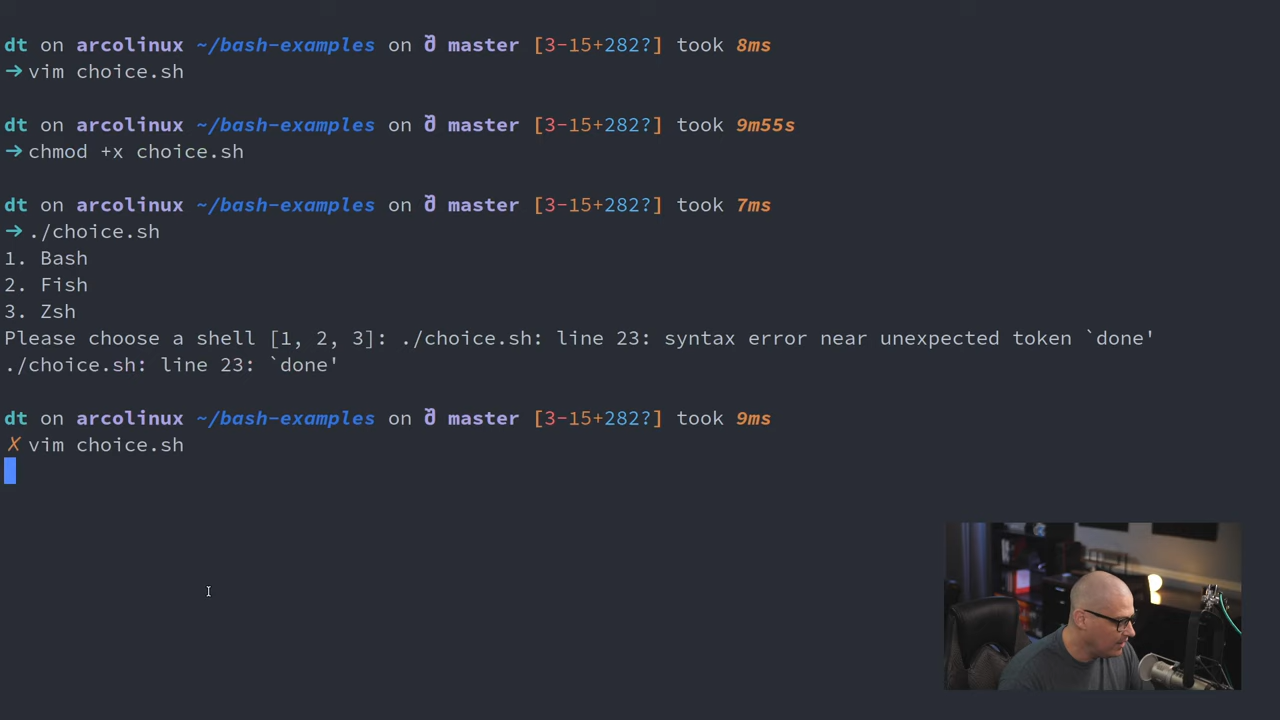 dt on arcolinux ~/bash-examples on master [3-15+282?] took 8ms
➜ vim choice.sh
dt on arcolinux ~/bash-examples on master [3-15+282?] took 9m55s
➜ chmod +x choice.sh
dt on arcolinux ~/bash-examples on master [3-15+282?] took 7ms
➜ ./choice.sh
1. Bash
2. Fish
3. Zsh
Please choose a shell [1, 2, 3]: ./choice.sh: line 23: syntax error near unexpected token `done'
./choice.sh: line 23: `done'
dt on arcolinux ~/bash-examples on master [3-15+282?] took 9ms
✗ vim choice.sh